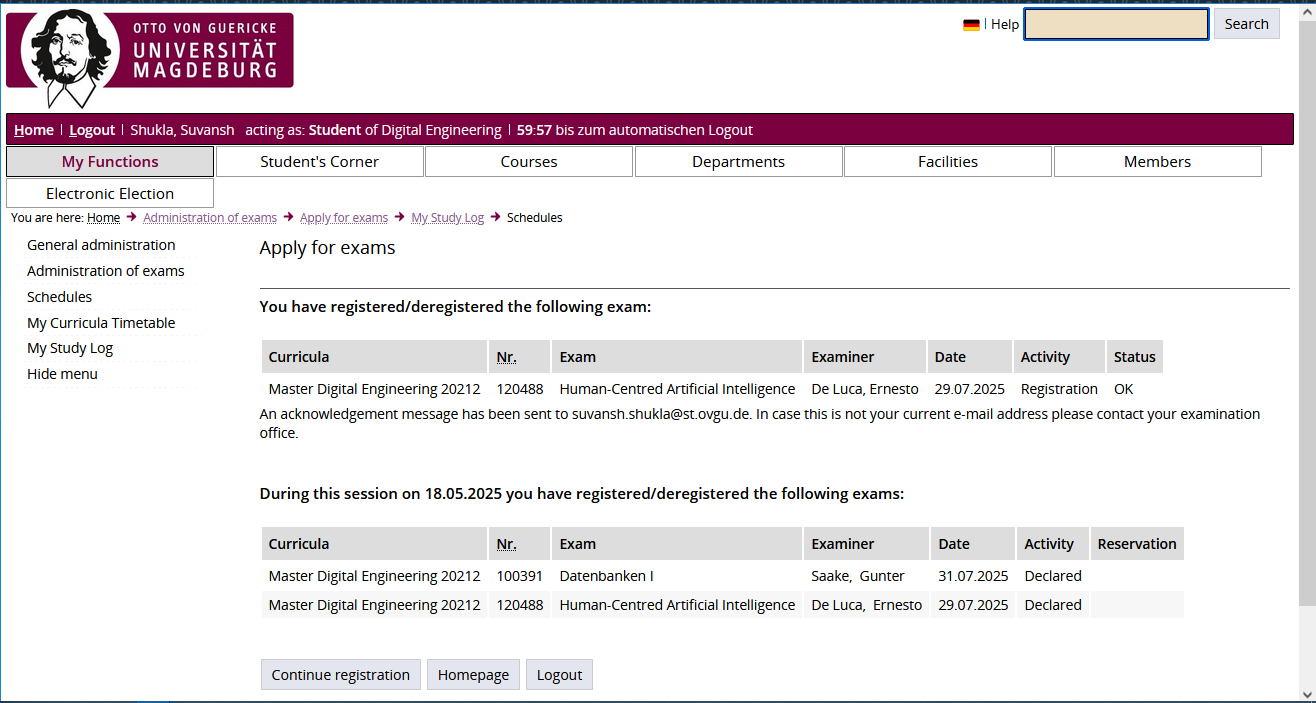 OTTO VON GUERICKE
UNIVERSITÄT
MAGDEBURG
| Help
Search
Home | Logout | Shukla, Suvansh acting as: Student of Digital Engineering | 59:57 bis zum automatischen Logout
My Functions Student's Corner Courses Departments Facilities Members
Electronic Election
You are here: Home ➔ Administration of exams ➔ Apply for exams ➔ My Study Log ➔ Schedules
General administration
Administration of exams
Schedules
My Curricula Timetable
My Study Log
Hide menu
Apply for exams
You have registered/deregistered the following exam:
Curricula Nr. Exam Examiner Date Activity Status
Master Digital Engineering 20212 120488 Human-Centred Artificial Intelligence De Luca, Ernesto 29.07.2025 Registration OK
An acknowledgement message has been sent to suvansh.shukla@st.ovgu.de. In case this is not your current e-mail address please contact your examination
office.
During this session on 18.05.2025 you have registered/deregistered the following exams:
Curricula Nr. Exam Examiner Date Activity Reservation
Master Digital Engineering 20212 100391 Datenbanken I Saake, Gunter 31.07.2025 Declared
Master Digital Engineering 20212 120488 Human-Centred Artificial Intelligence De Luca, Ernesto 29.07.2025 Declared
Continue registration Homepage Logout